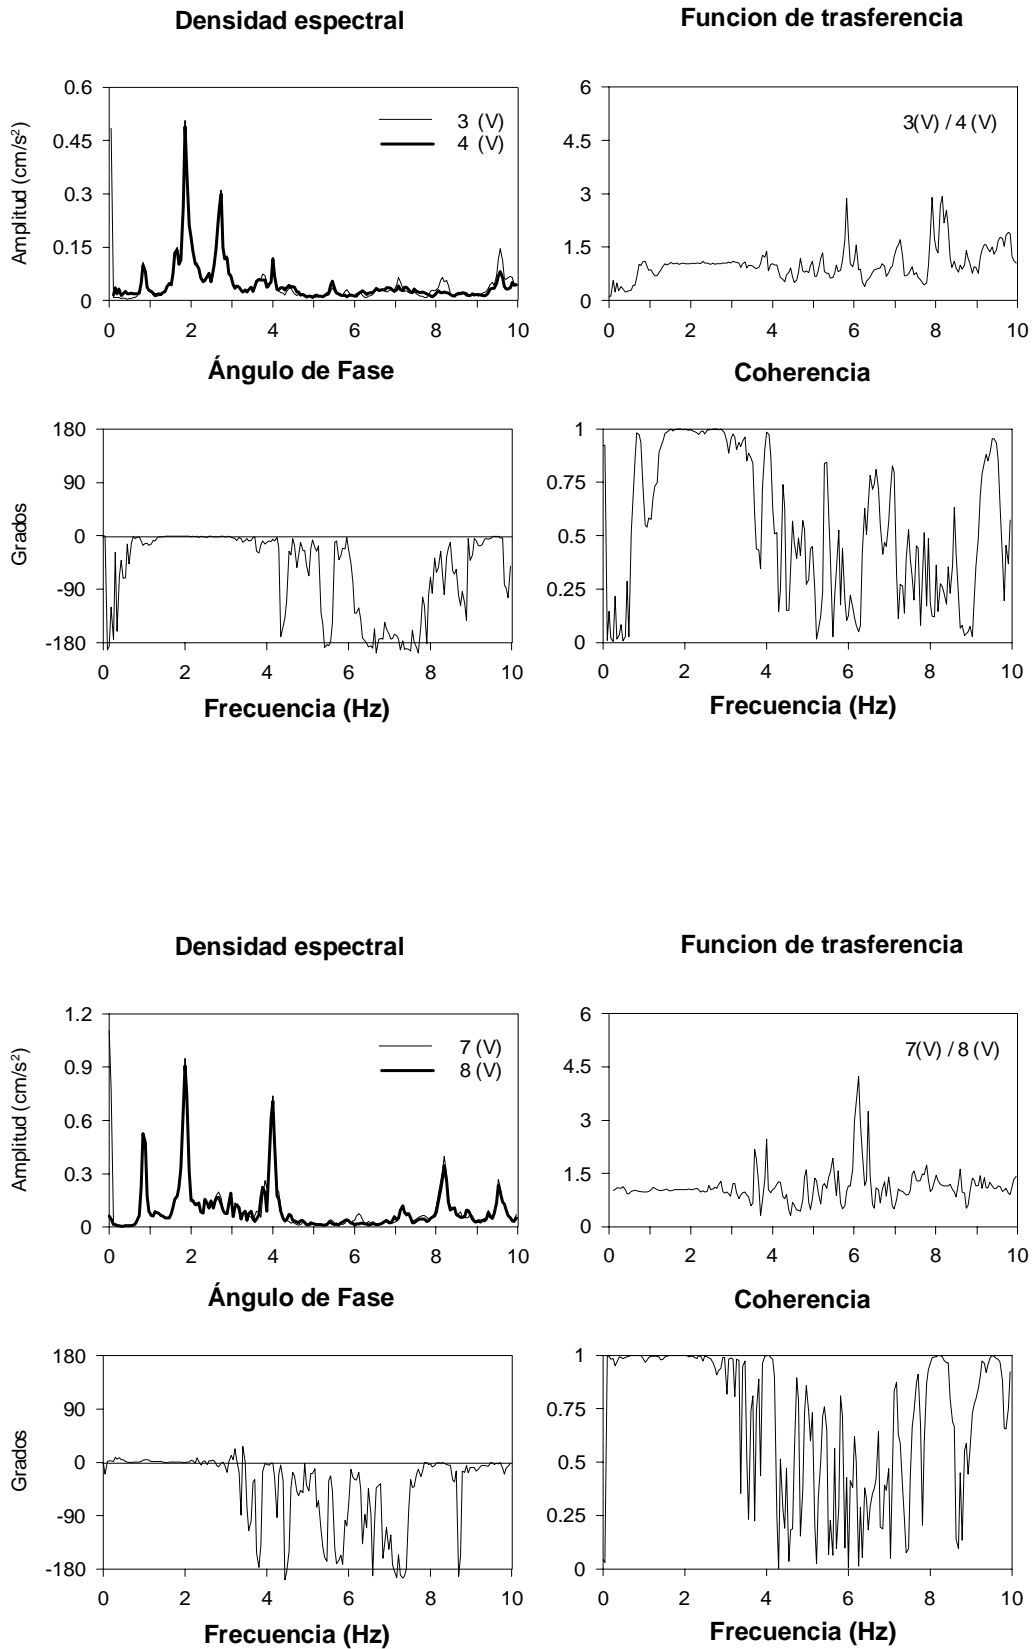 Densidad espectral
Funcion de trasferencia
Amplitud (cm/s²)
0.6
0.45
0.3
0.15
0
3 (V)
4 (V)
0 2 4 6 8 10
6
4.5
3
1.5
0
3(V) / 4 (V)
0 2 4 6 8 10
Ángulo de Fase
Coherencia
Grados
180
90
0
-90
-180
0 2 4 6 8 10
Frecuencia (Hz)
1
0.75
0.5
0.25
0
0 2 4 6 8 10
Frecuencia (Hz)
Densidad espectral
Funcion de trasferencia
Amplitud (cm/s²)
1.2
0.9
0.6
0.3
0
7 (V)
8 (V)
0 2 4 6 8 10
6
4.5
3
1.5
0
7(V) / 8 (V)
0 2 4 6 8 10
Ángulo de Fase
Coherencia
Grados
180
90
0
-90
-180
0 2 4 6 8 10
Frecuencia (Hz)
1
0.75
0.5
0.25
0
0 2 4 6 8 10
Frecuencia (Hz)